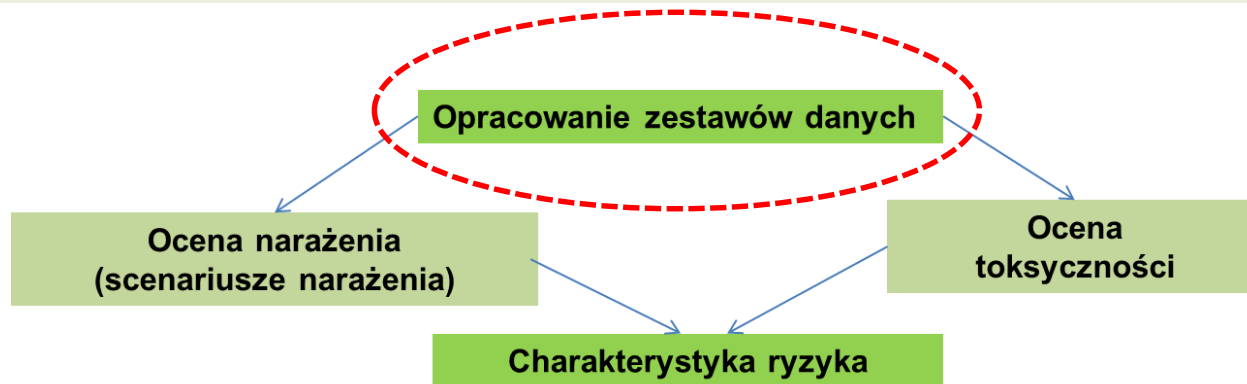 Opracowanie zestawów danych
Ocena narażenia
(scenariusze narażenia)
Ocena
toksyczności
Charakterystyka ryzyka